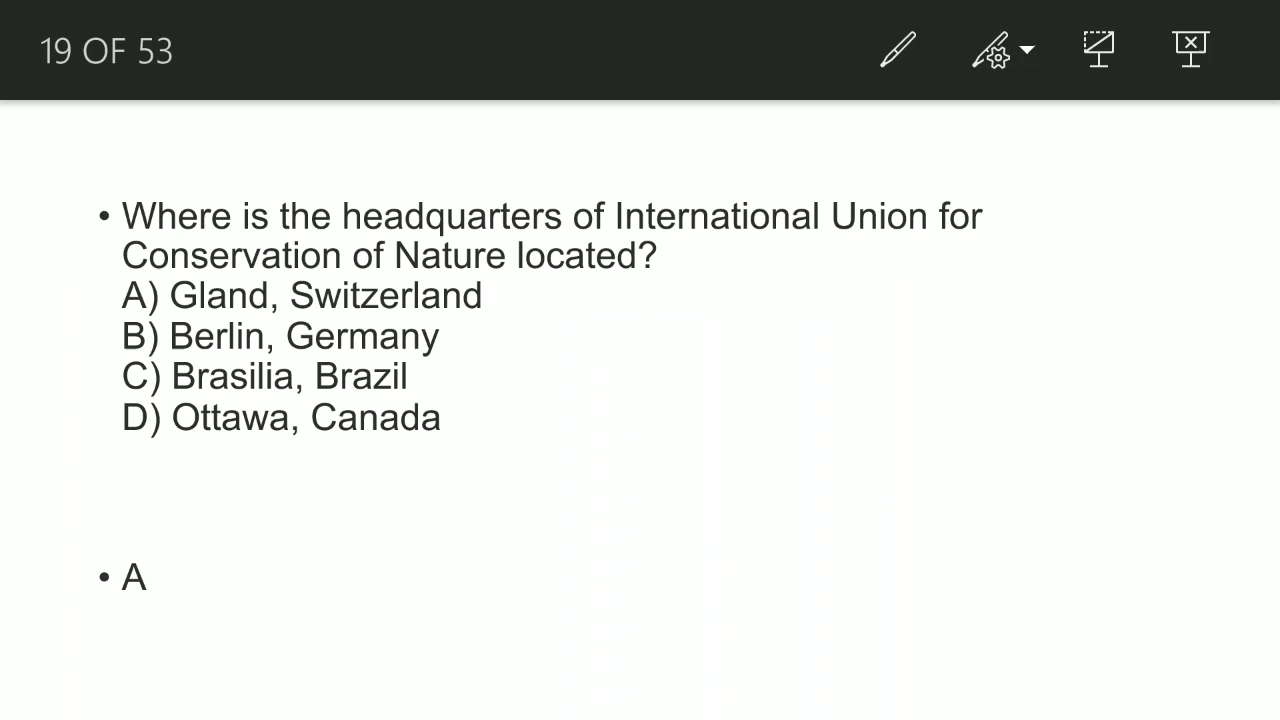 19 OF 53
• Where is the headquarters of International Union for
Conservation of Nature located?
A) Gland, Switzerland
B) Berlin, Germany
C) Brasilia, Brazil
D) Ottawa, Canada
• A